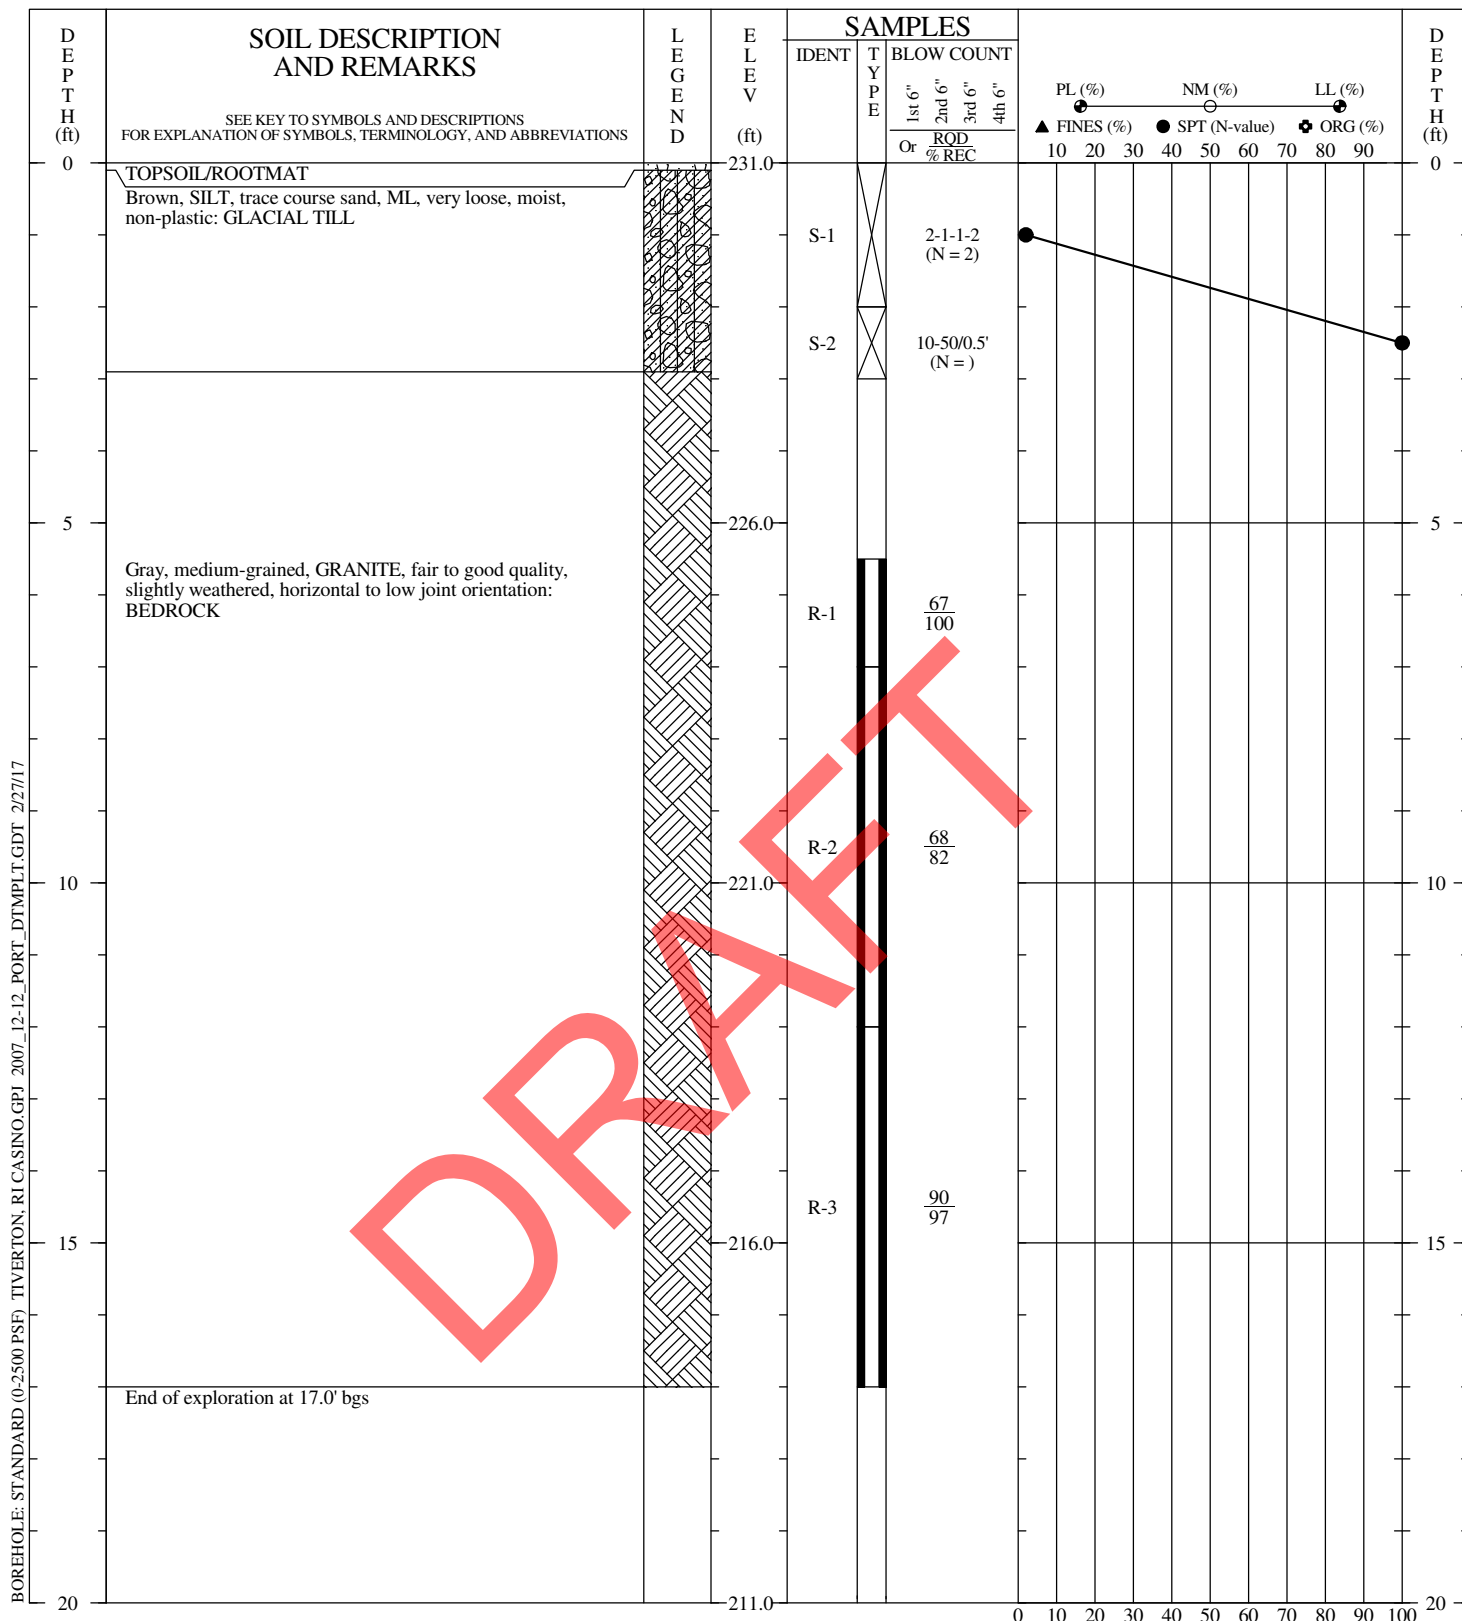 DEPTH
(ft)
SOIL DESCRIPTION
AND REMARKS
SEE KEY TO SYMBOLS AND DESCRIPTIONS
FOR EXPLANATION OF SYMBOLS, TERMINOLOGY, AND ABBREVIATIONS
LEGEND
ELEV
(ft)
SAMPLES
IDENT
TYPE
BLOW COUNT
1st 6"
2nd 6"
3rd 6"
4th 6"
Or RQD
% REC
PL (%) NM (%) LL (%)
FINES (%) SPT (N-value) ORG (%)
10 20 30 40 50 60 70 80 90
DEPTH
(ft)
0 231.0 0
TOPSOIL/ROOTMAT
Brown, SILT, trace course sand, ML, very loose, moist,
non-plastic: GLACIAL TILL
S-1 2-1-1-2
(N = 2)
S-2 10-50/0.5'
(N = )
5 226.0 5
Gray, medium-grained, GRANITE, fair to good quality,
slightly weathered, horizontal to low joint orientation:
BEDROCK
R-1 67
100
R-2 68
82
10 221.0 10
R-3 90
97
15 216.0 15
End of exploration at 17.0' bgs
20 211.0 20
0 10 20 30 40 50 60 70 80 90 100
DRAFT
BOREHOLE: STANDARD (0-2500 PSF) TIVERTON, RI CASINO.GPJ 2007_12-12_PORT_DTMPLT.GDT 2/27/17